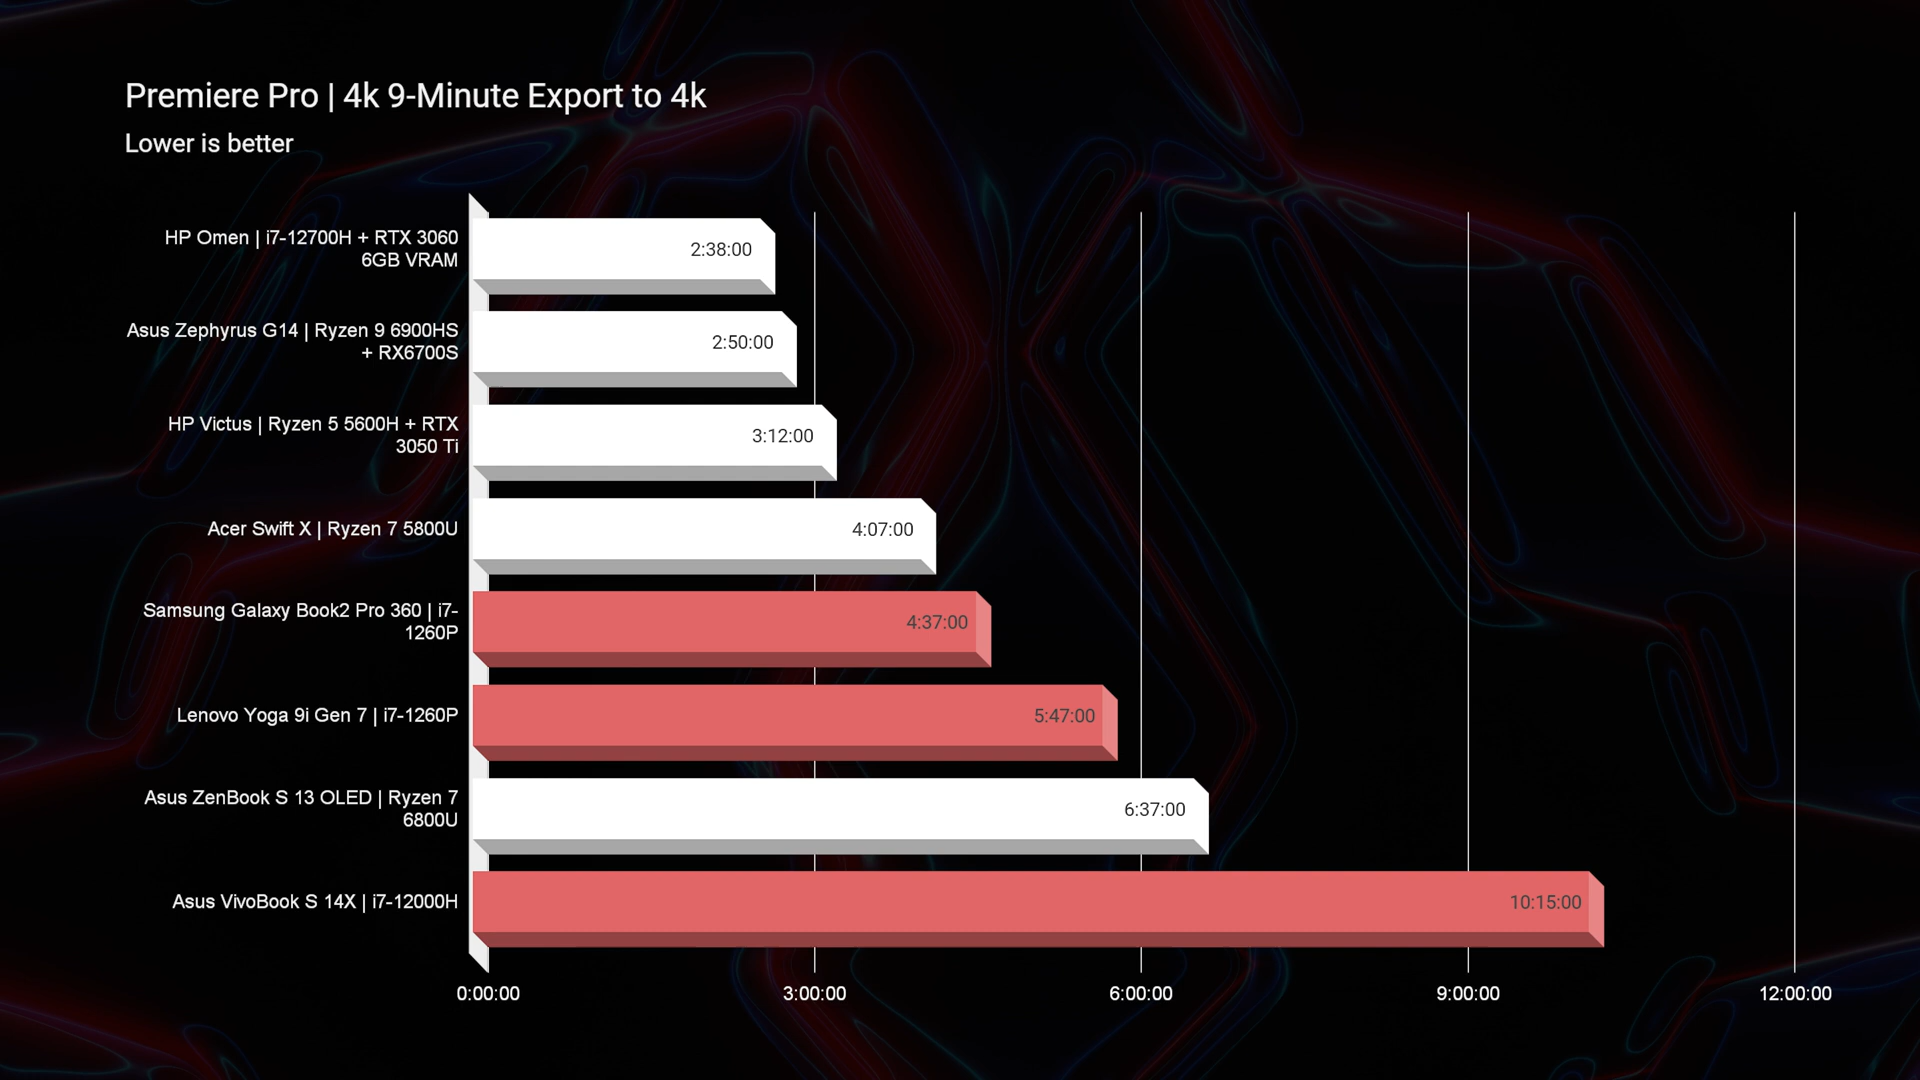 Premiere Pro | 4k 9-Minute Export to 4k
Lower is better
HP Omen | i7-12700H + RTX 3060
6GB VRAM
2:38:00
Asus Zephyrus G14 | Ryzen 9 6900HS
+ RX6700S
2:50:00
HP Victus | Ryzen 5 5600H + RTX
3050 Ti
3:12:00
Acer Swift X | Ryzen 7 5800U
4:07:00
Samsung Galaxy Book2 Pro 360 | i7-
1260P
4:37:00
Lenovo Yoga 9i Gen 7 | i7-1260P
5:47:00
Asus ZenBook S 13 OLED | Ryzen 7
6800U
6:37:00
Asus VivoBook S 14X | i7-12000H
10:15:00
0:00:00
3:00:00
6:00:00
9:00:00
12:00:00